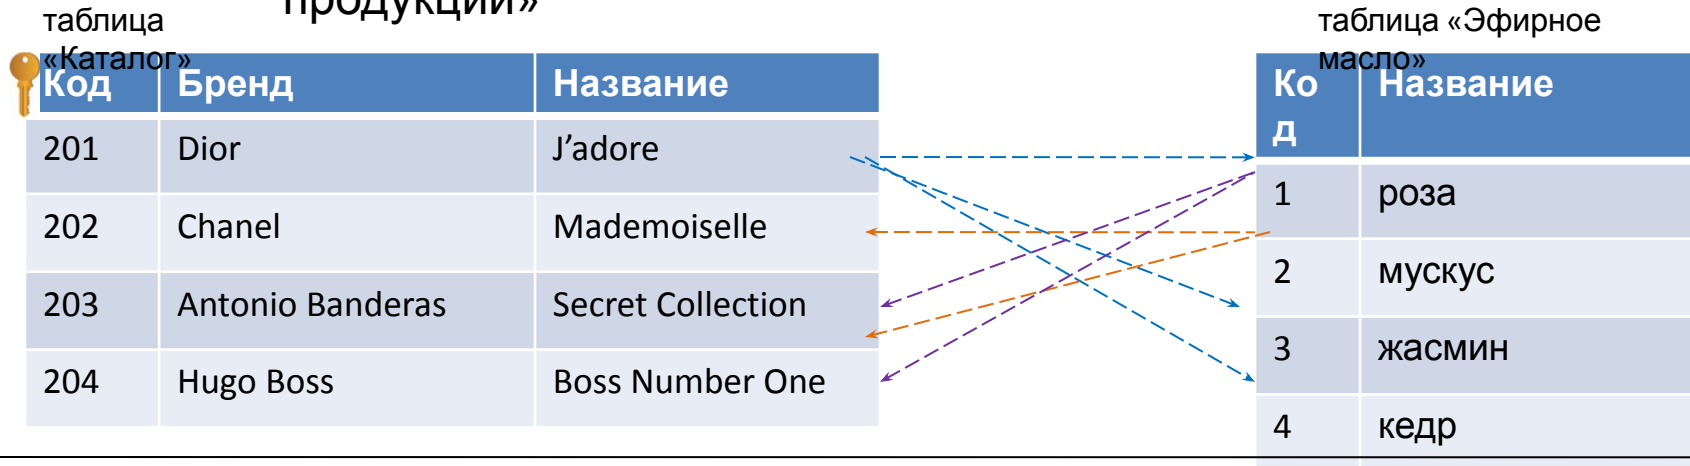 продукции»
таблица
«Каталог»
Код Бренд Название
201 Dior J’adore
202 Chanel Mademoiselle
203 Antonio Banderas Secret Collection
204 Hugo Boss Boss Number One
таблица «Эфирное
масло»
Ко
д Название
1 роза
2 мускус
3 жасмин
4 кедр